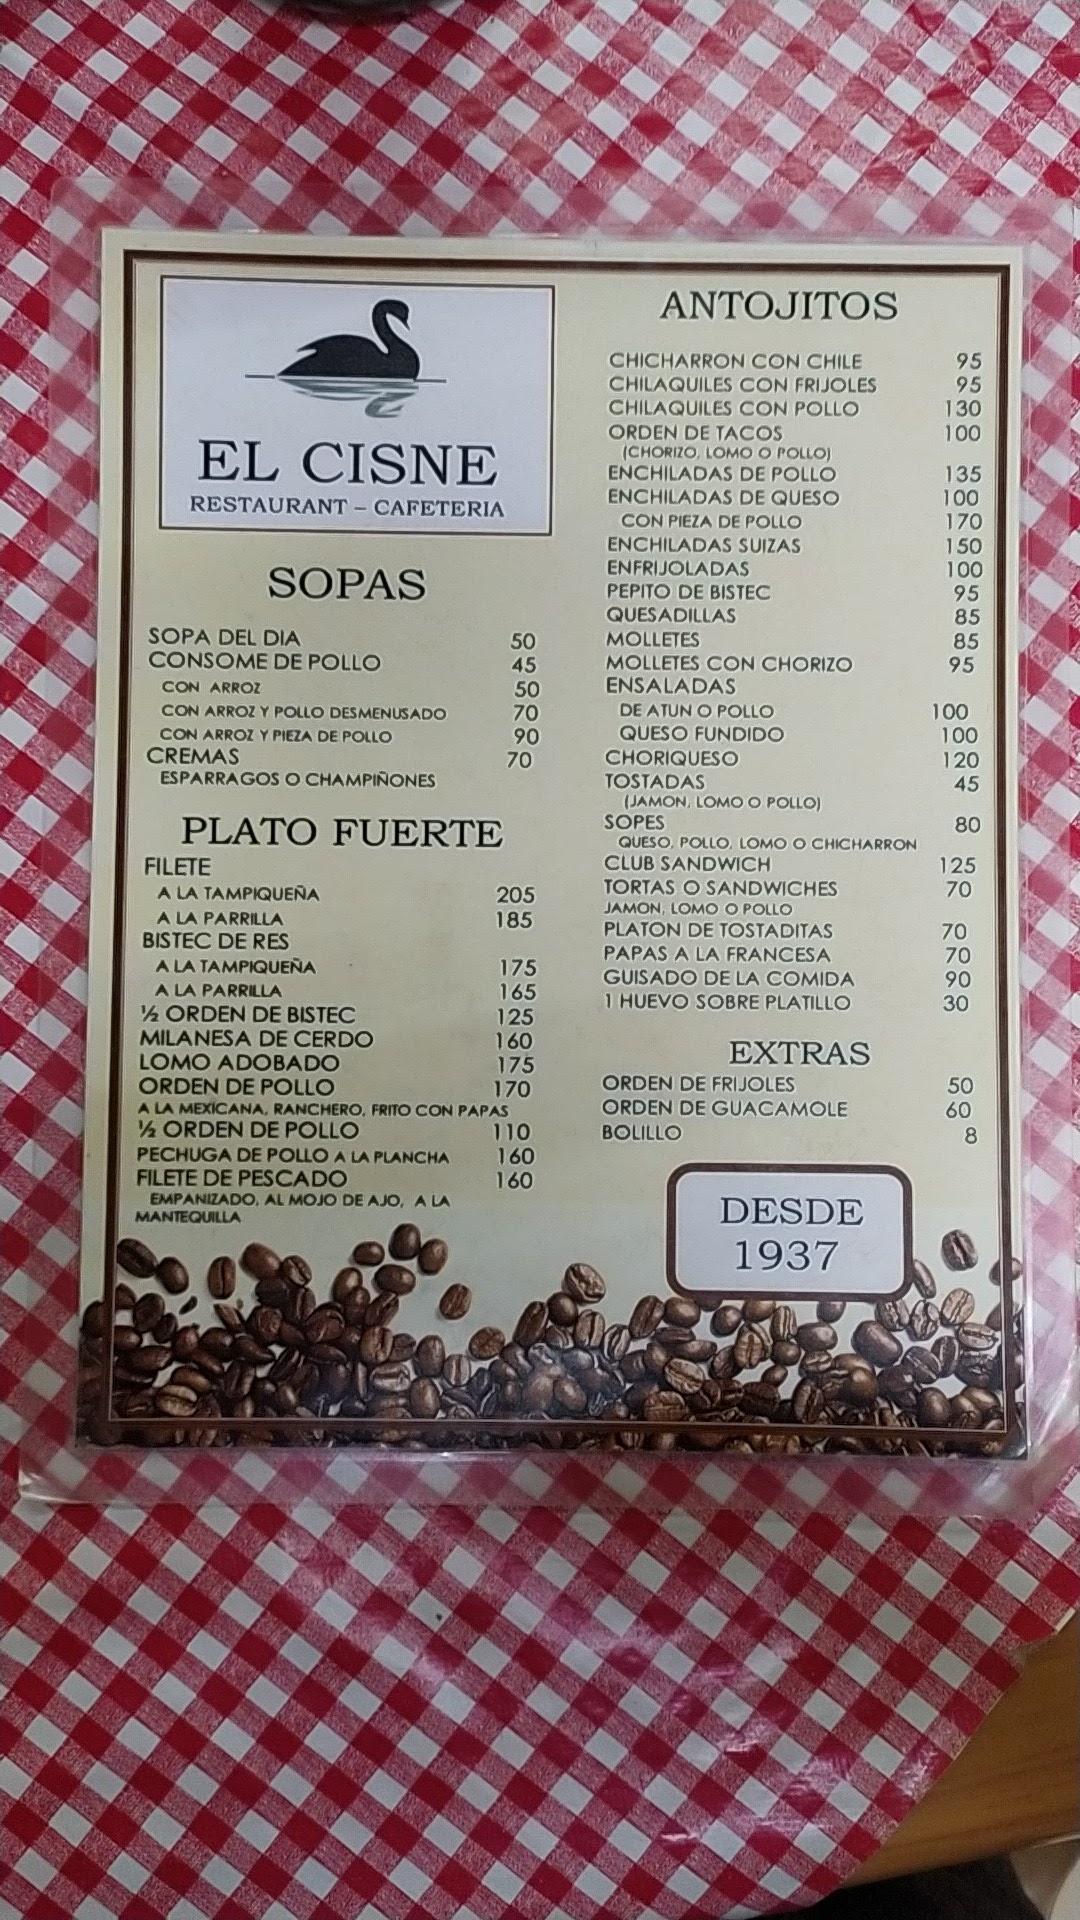 EL CISNE
RESTAURANT – CAFETERIA
SOPAS
SOPA DEL DIA 50
CONSOME DE POLLO 45
CON ARROZ 50
CON ARROZ Y POLLO DESMENUSADO 70
CON ARROZ Y PIEZA DE POLLO 90
CREMAS 70
ESPARRAGOS O CHAMPIÑONES
PLATO FUERTE
FILETE
A LA TAMPIQUEÑA 205
A LA PARRILLA 185
BISTEC DE RES
A LA TAMPIQUEÑA 175
A LA PARRILLA 165
½ ORDEN DE BISTEC 125
MILANESA DE CERDO 160
LOMO ADOBADO 175
ORDEN DE POLLO 170
A LA MEXICANA, RANCHERO, FRITO CON PAPAS
½ ORDEN DE POLLO 110
PECHUGA DE POLLO A LA PLANCHA 160
FILETE DE PESCADO 160
EMPANIZADO, AL MOJO DE AJO, A LA
MANTEQUILLA
ANTOJITOS
CHICHARRON CON CHILE 95
CHILAQUILES CON FRIJOLES 95
CHILAQUILES CON POLLO 130
ORDEN DE TACOS 100
(CHORIZO, LOMO O POLLO)
ENCHILADAS DE POLLO 135
ENCHILADAS DE QUESO 100
CON PIEZA DE POLLO 170
ENCHILADAS SUIZAS 150
ENFRIJOLADAS 100
PEPITO DE BISTEC 95
QUESADILLAS 85
MOLLETES 85
MOLLETES CON CHORIZO 95
ENSALADAS
DE ATUN O POLLO 100
QUESO FUNDIDO 100
CHORIQUESO 120
TOSTADAS 45
(JAMON, LOMO O POLLO)
SOPES 80
QUESO, POLLO, LOMO O CHICHARRON
CLUB SANDWICH 125
TORTAS O SANDWICHES 70
JAMON, LOMO O POLLO
PLATON DE TOSTADITAS 70
PAPAS A LA FRANCESA 70
GUISADO DE LA COMIDA 90
1 HUEVO SOBRE PLATILLO 30
EXTRAS
ORDEN DE FRIJOLES 50
ORDEN DE GUACAMOLE 60
BOLILLO 8
DESDE
1937